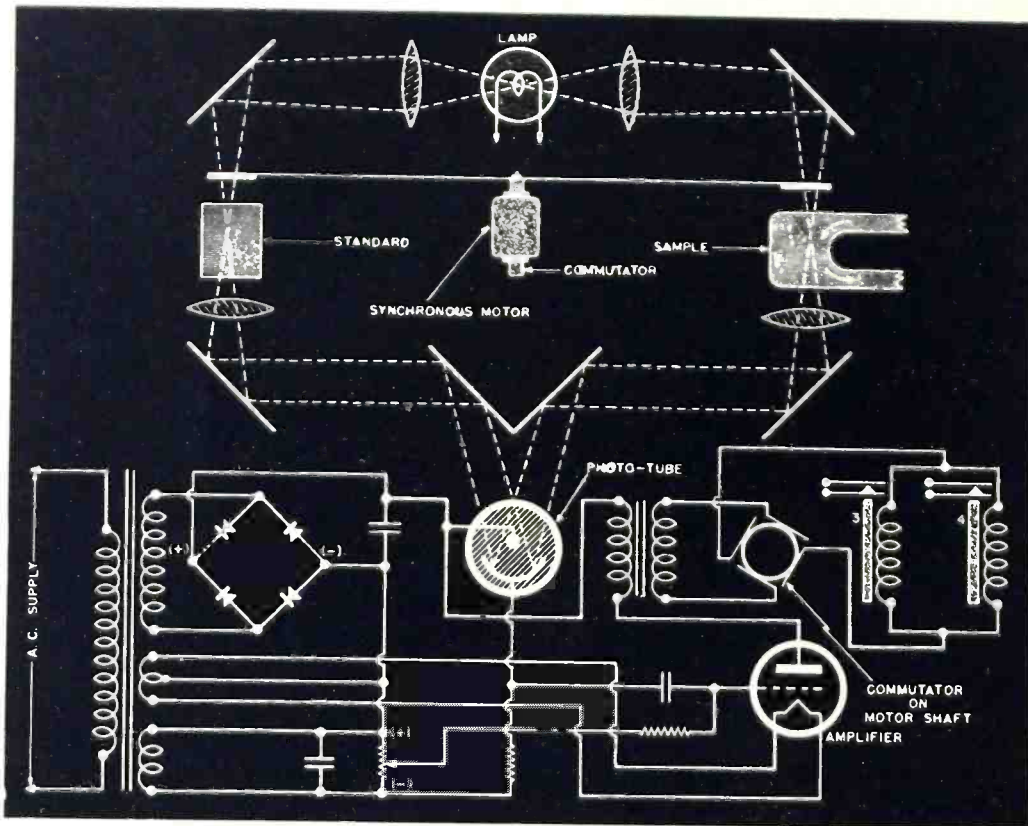 LAMP
STANDARD
SAMPLE
COMMUTATOR
SYNCHRONOUS MOTOR
PHOTO-TUBE
(+)
(-)
3
4
A.C. SUPPLY
COMMUTATOR
ON
MOTOR SHAFT
AMPLIFIER
(+)
(-)